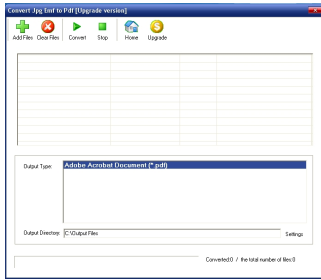 Convert Jpg Emf to Pdf [Upgrade version]
Add Files Clear Files Convert Stop Home Upgrade
Output Type: Adobe Acrobat Document (*.pdf)
Output Directory: C:\Output Files Settings
Converted:0 / the total number of files:0